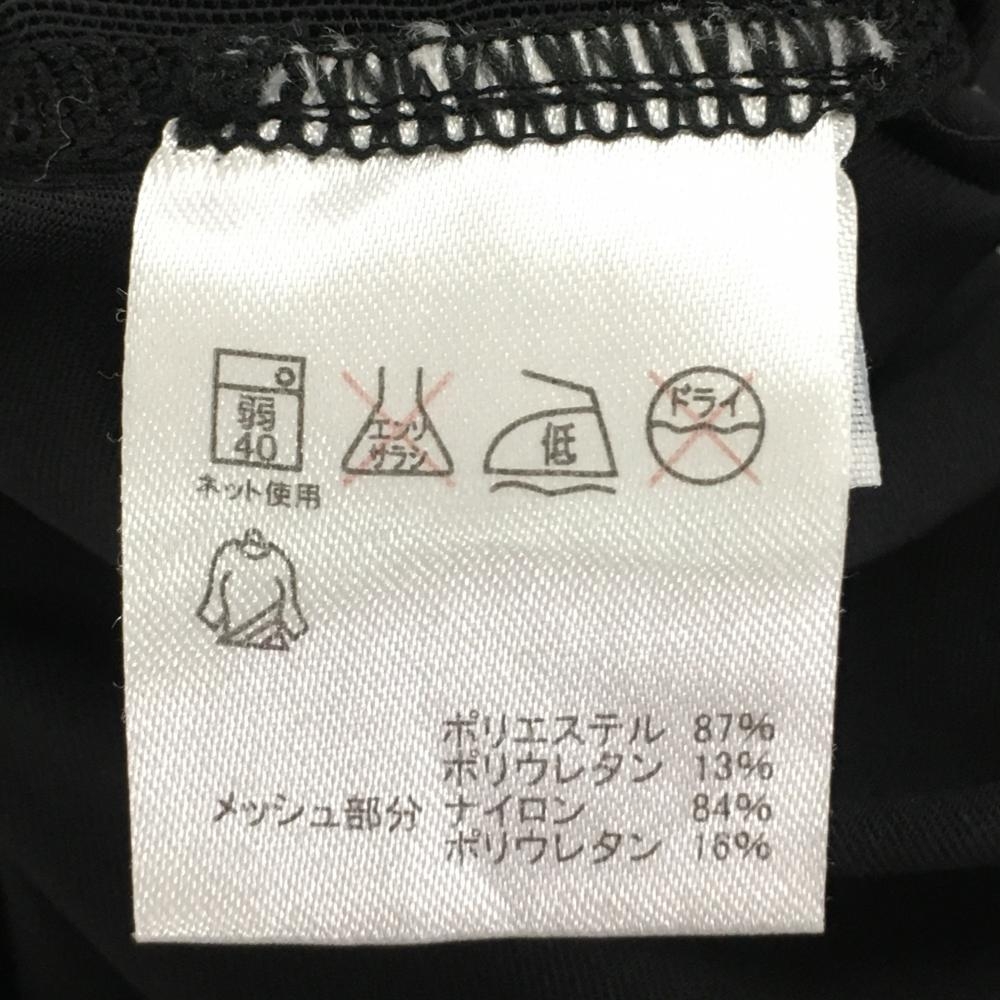 弱
40
ネット使用
エンソ
サラシ
低
ドライ
ポリエステル 87%
ポリウレタン 13%
メッシュ部分 ナイロン 84%
ポリウレタン 16%